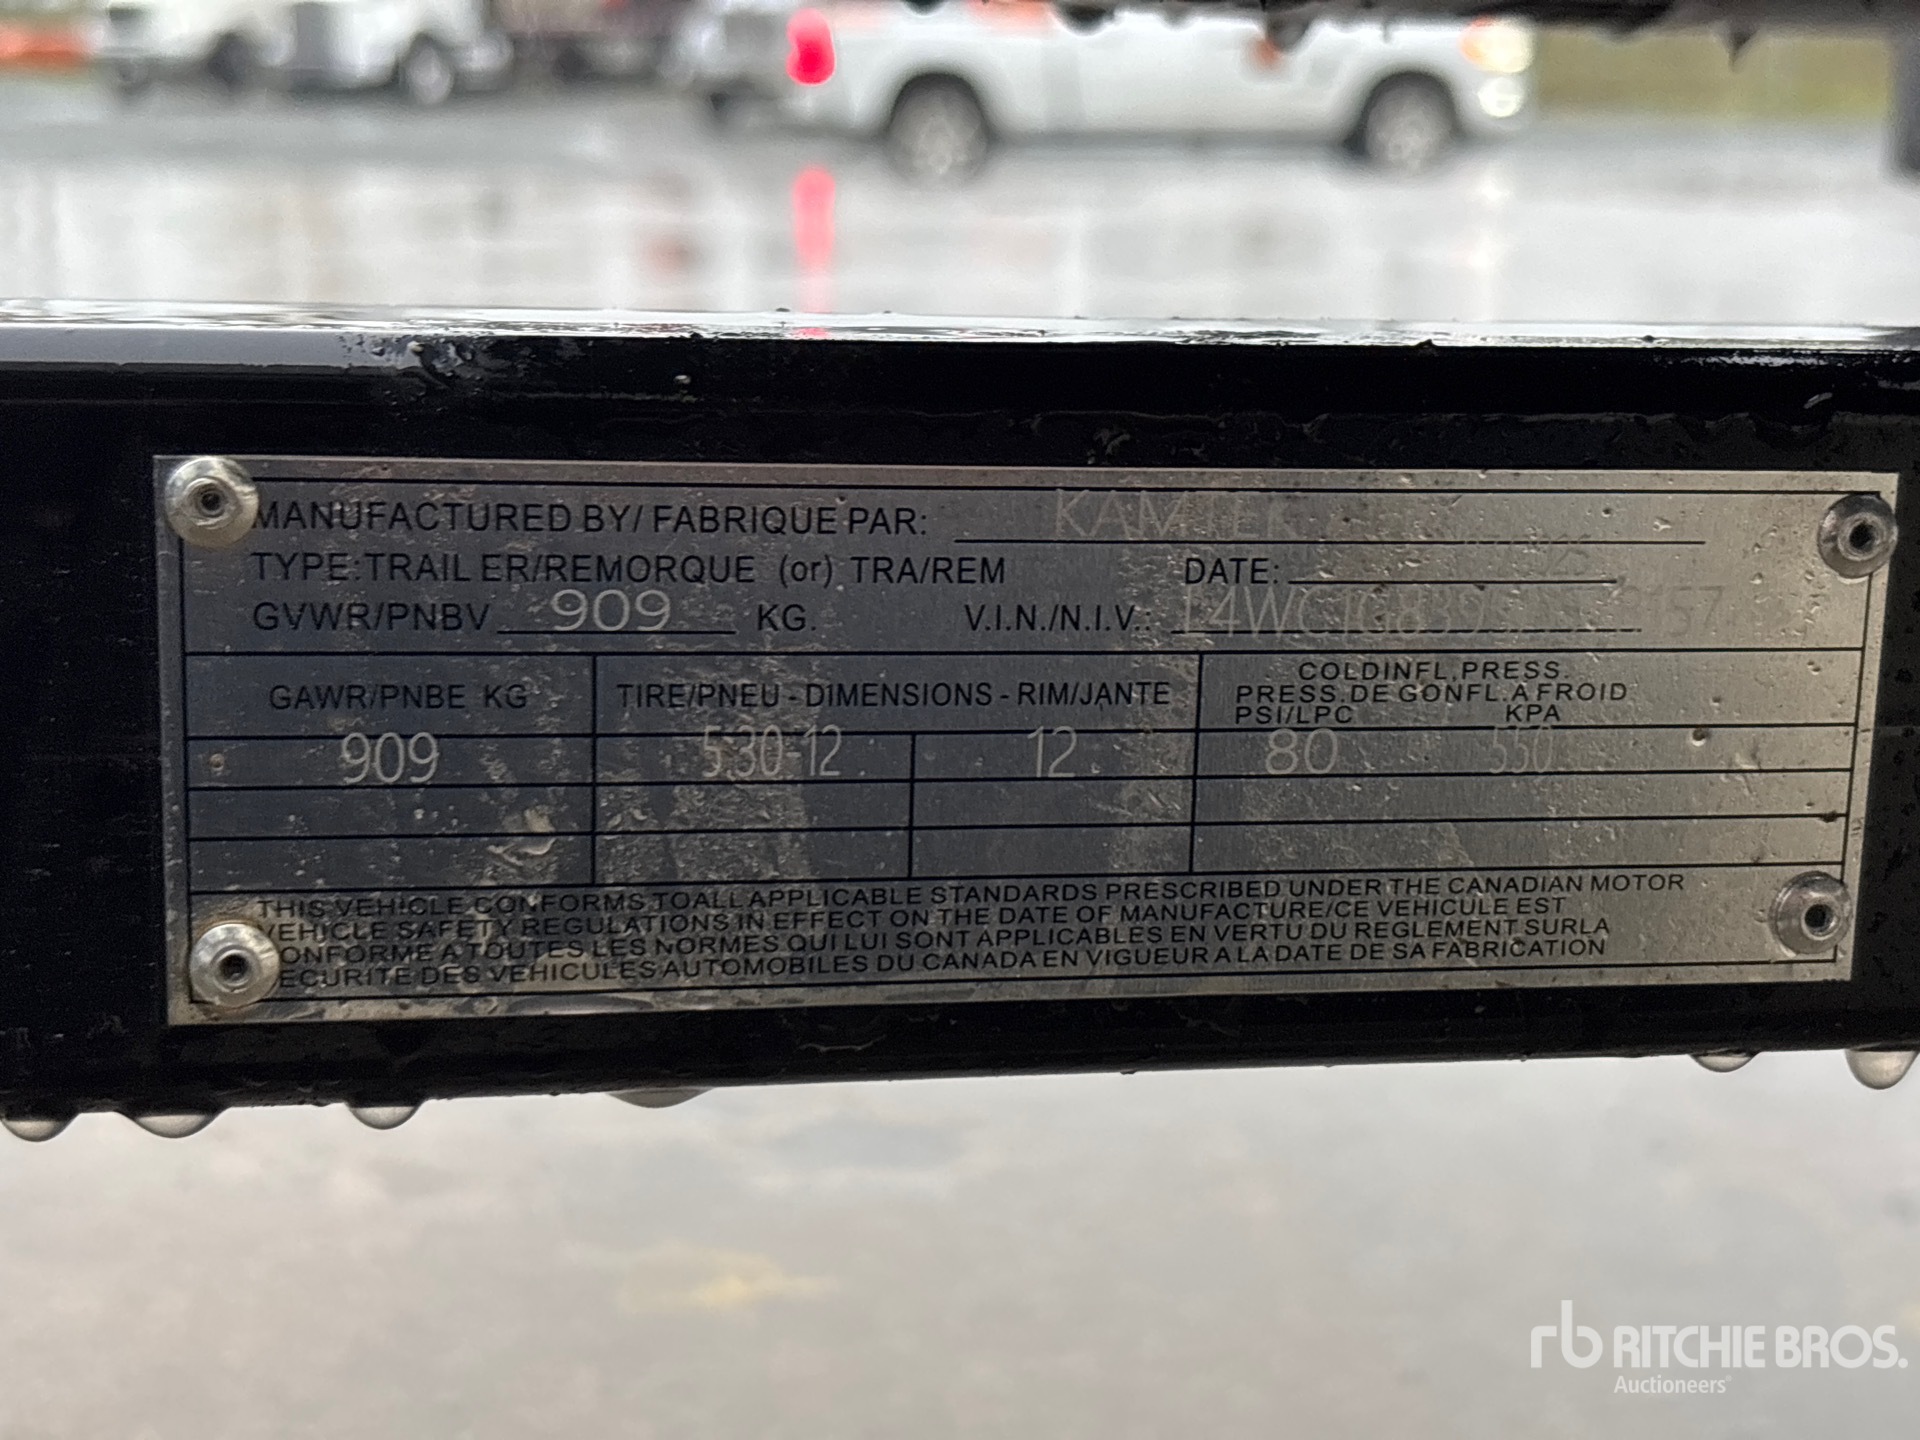 MANUFACTURED BY/ FABRIQUE PAR: KAMTEK
TYPE:TRAILER/REMORQUE (or) TRA/REM DATE:
GVWR/PNBV 909 KG. V.I.N./N.I.V.:
GAWR/PNBE KG TIRE/PNEU - DIMENSIONS - RIM/JANTE COLDINFL,PRESS.
PRESS.DE GONFL.A FROID
PSI/LPC KPA
909 5.30-12 12 80 550
THIS VEHICLE CONFORMS TOALL APPLICABLE STANDARDS PRESCRIBED UNDER THE CANADIAN MOTOR
VEHICLE SAFETY REGULATIONS IN EFFECT ON THE DATE OF MANUFACTURE/CE VEHICULE EST
CONFORME A TOUTES LES NORMES QUI LUI SONT APPLICABLES EN VERTU DU REGLEMENT SURLA
SECURITE DES VEHICULES AUTOMOBILES DU CANADA EN VIGUEUR A LA DATE DE SA FABRICATION
rb RITCHIE BROS.
Auctioneers